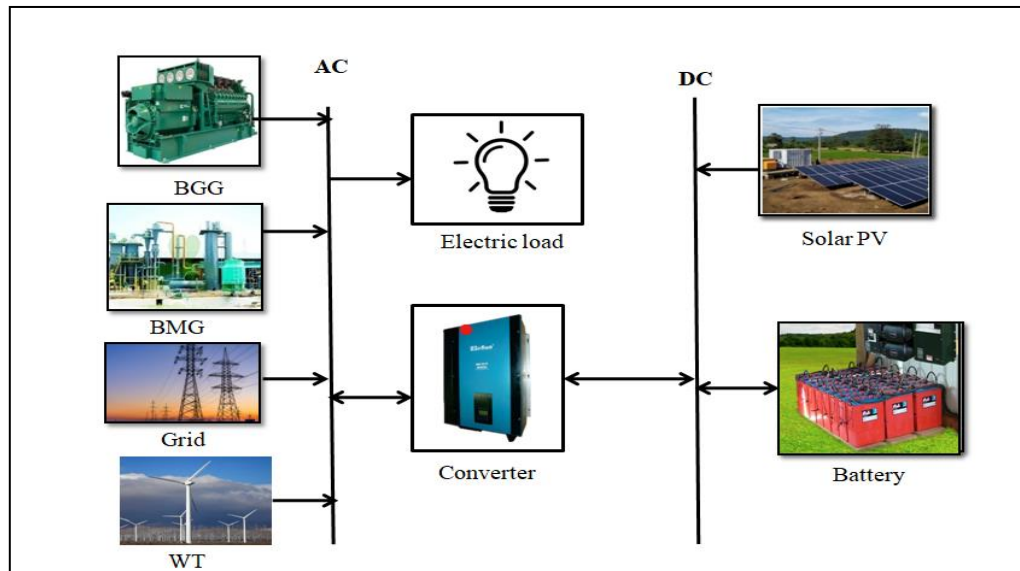 AC
DC
BGG
Electric load
Solar PV
BMG
Grid
Converter
Battery
WT